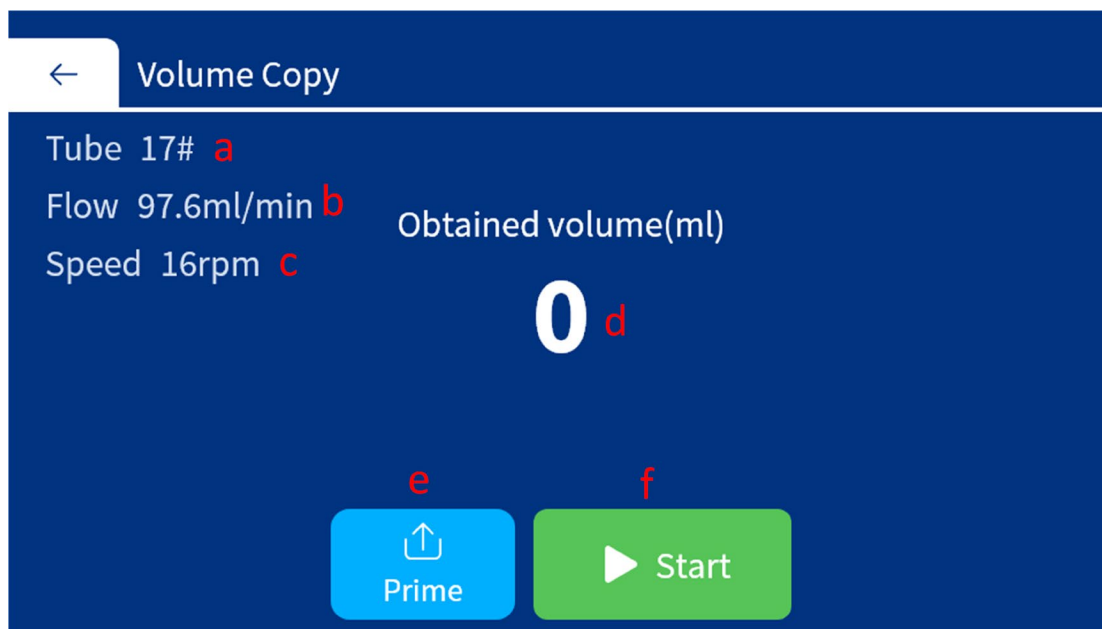 ← Volume Copy
Tube 17# a
Flow 97.6ml/min b
Obtained volume(ml)
Speed 16rpm c
0 d
e f
Prime
Start